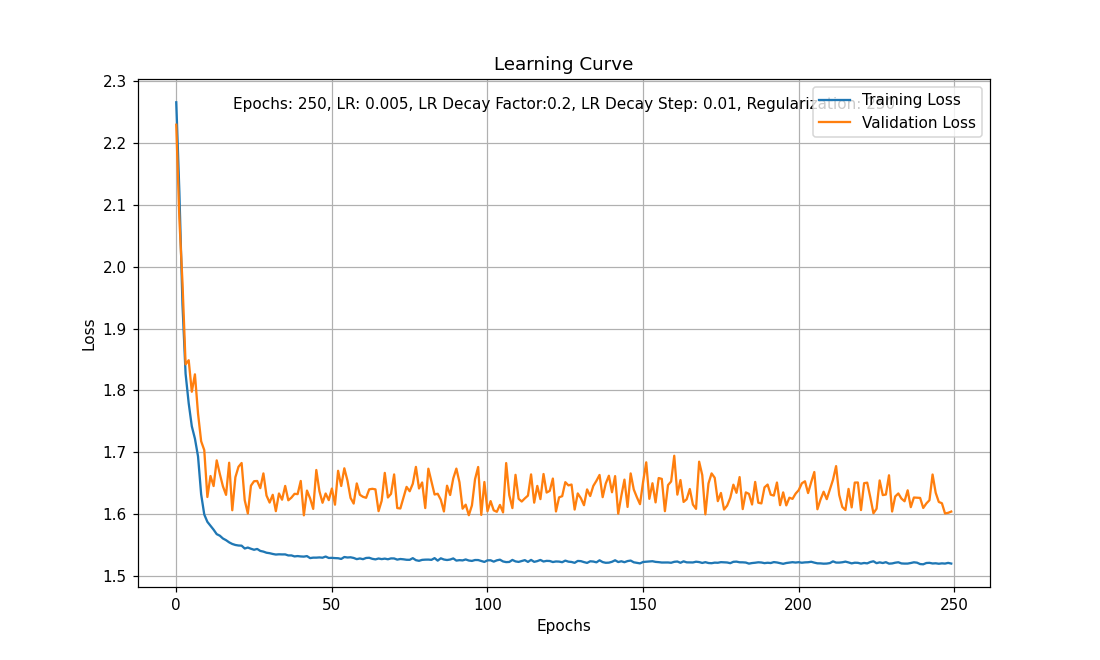 Learning Curve
2.3
2.2
2.1
2.0
1.9
1.8
1.7
1.6
1.5
Loss
Epochs: 250, LR: 0.005, LR Decay Factor:0.2, LR Decay Step: 0.01, Regularization: 250
Training Loss
Validation Loss
0
50
100
150
200
250
Epochs